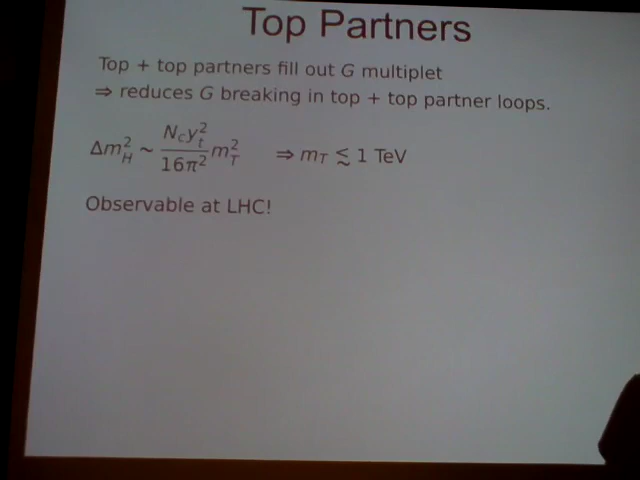 Top Partners
Top + top partners fill out G multiplet
⇒ reduces G breaking in top + top partner loops.
Δm_H^2 ~ \frac{N_c y_t^2}{16π^2} m_T^2 ⇒ m_T ≲ 1 TeV
Observable at LHC!